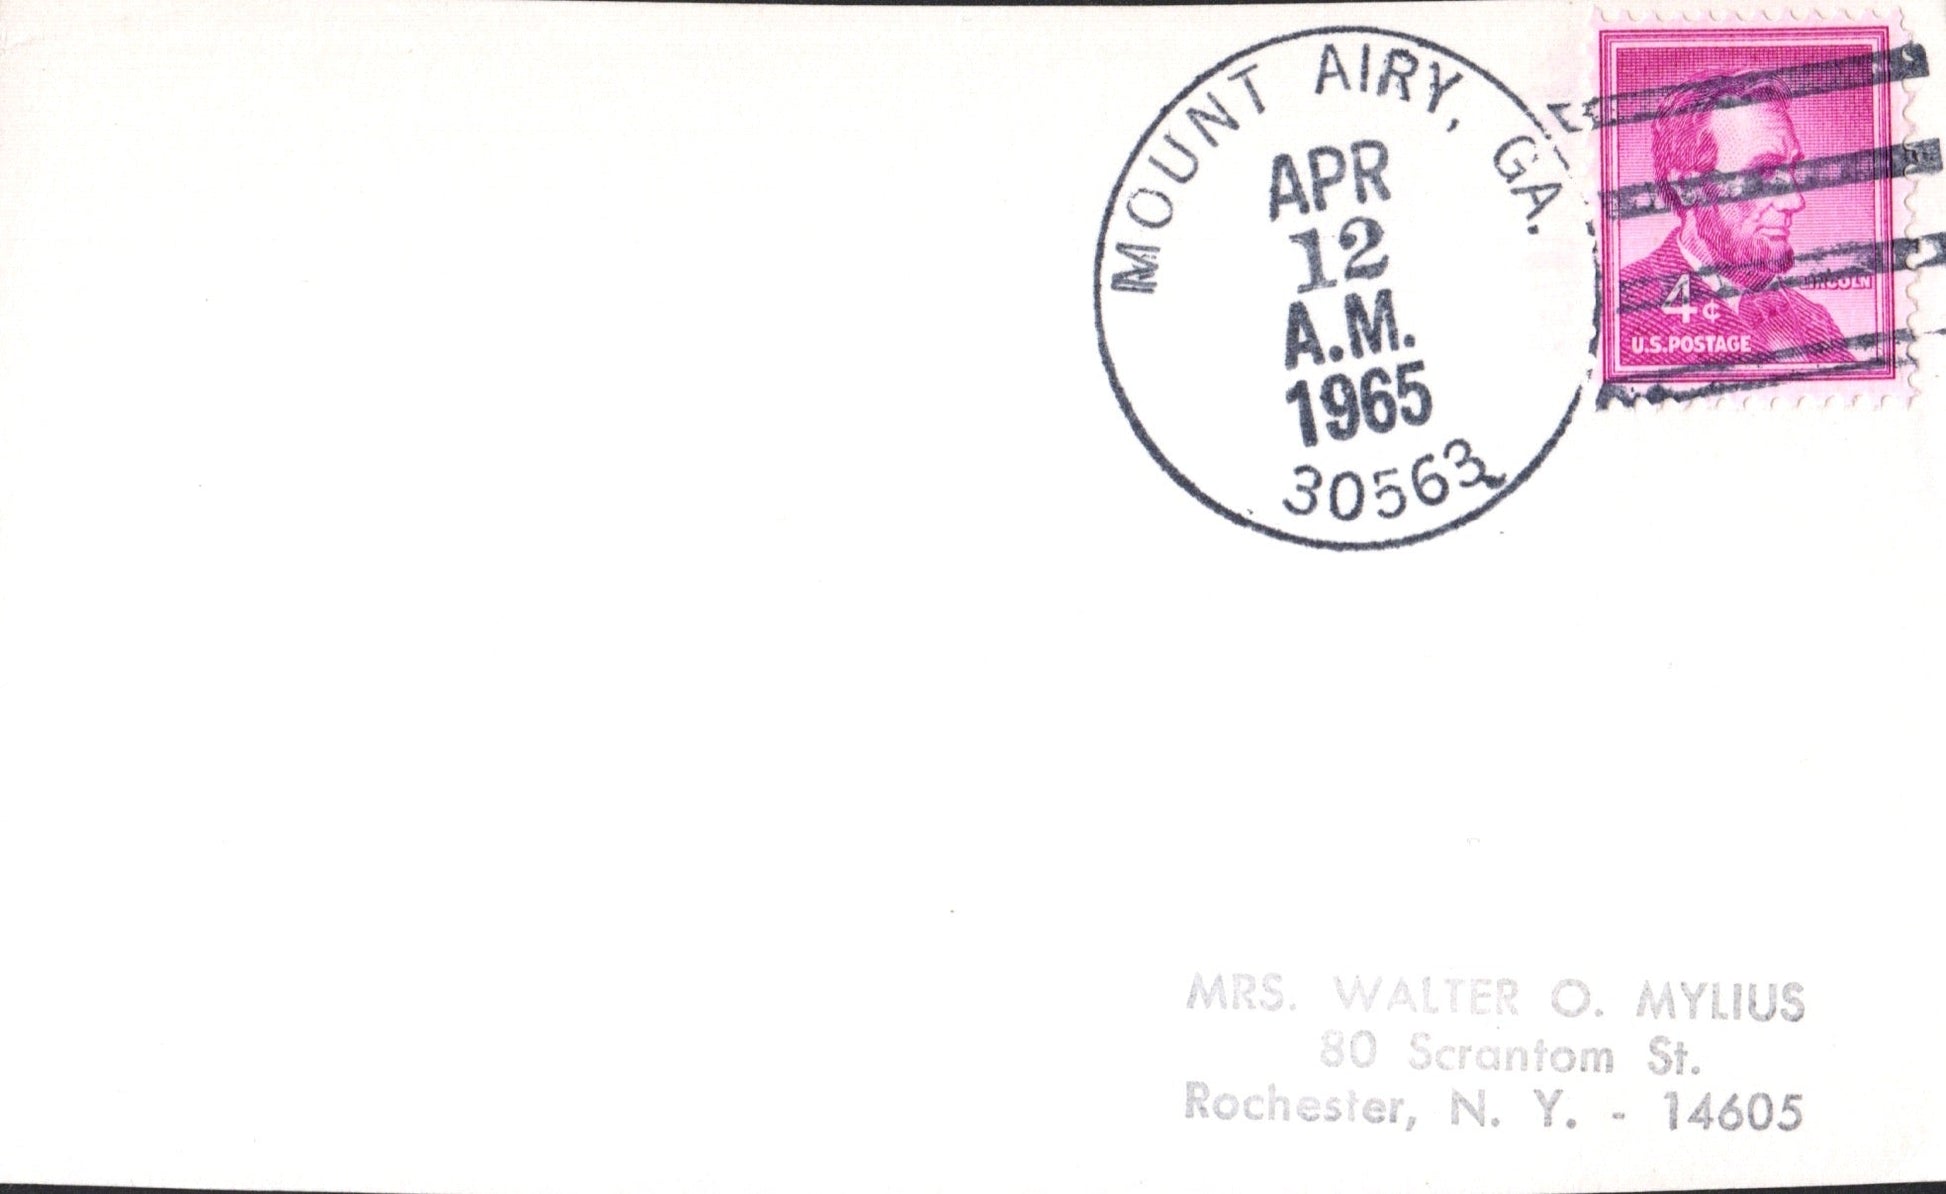 MOUNT AIRY, GA.
APR
12
A.M.
1965
30563
LINCOLN
4¢
U.S.POSTAGE
MRS. WALTER O. MYLIUS
80 Scrantom St.
Rochester, N. Y. - 14605